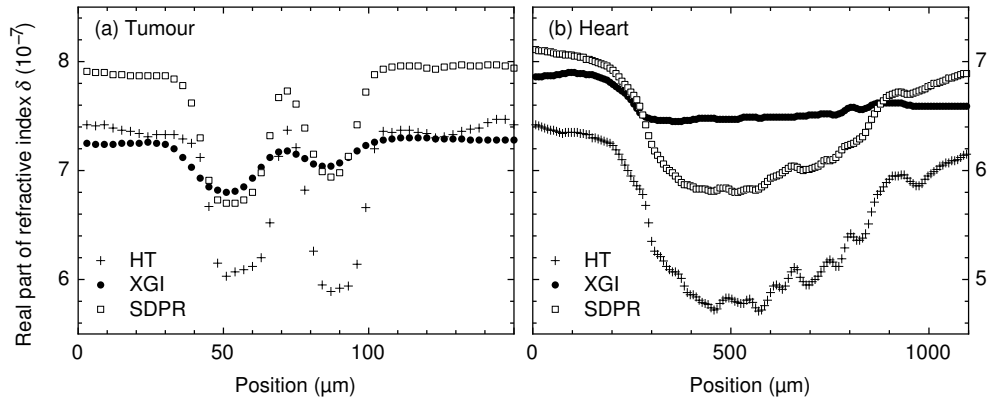 (a) Tumour
(b) Heart
Real part of refractive index δ (10⁻⁷)
8
7
6
7
6
5
HT
XGI
SDPR
HT
XGI
SDPR
0
50
100
0
500
1000
Position (μm)
Position (μm)